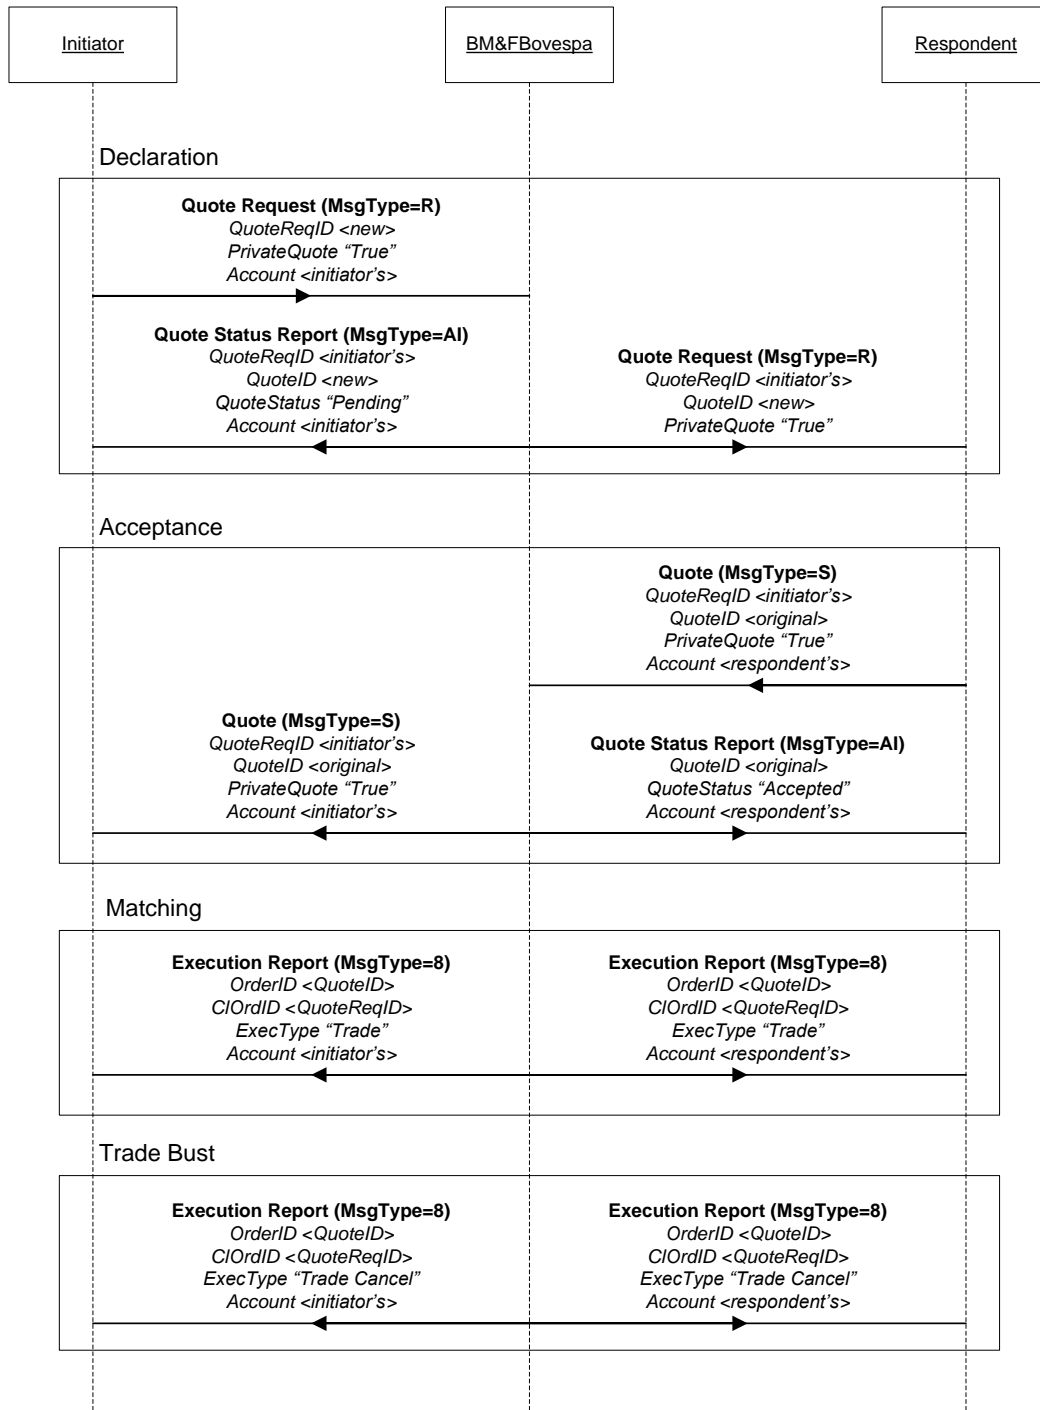 Initiator
BM&FBovespa
Respondent
Declaration
Quote Request (MsgType=R)
QuoteReqID <new>
PrivateQuote “True”
Account <initiator’s>
Quote Status Report (MsgType=AI)
QuoteReqID <initiator’s>
QuoteID <new>
QuoteStatus “Pending”
Account <initiator’s>
Quote Request (MsgType=R)
QuoteReqID <initiator’s>
QuoteID <new>
PrivateQuote “True”
Acceptance
Quote (MsgType=S)
QuoteReqID <initiator’s>
QuoteID <original>
PrivateQuote “True”
Account <respondent’s>
Quote (MsgType=S)
QuoteReqID <initiator’s>
QuoteID <original>
PrivateQuote “True”
Account <initiator’s>
Quote Status Report (MsgType=AI)
QuoteID <original>
QuoteStatus “Accepted”
Account <respondent’s>
Matching
Execution Report (MsgType=8)
OrderID <QuoteID>
ClOrdID <QuoteReqID>
ExecType “Trade”
Account <initiator’s>
Execution Report (MsgType=8)
OrderID <QuoteID>
ClOrdID <QuoteReqID>
ExecType “Trade”
Account <respondent’s>
Trade Bust
Execution Report (MsgType=8)
OrderID <QuoteID>
ClOrdID <QuoteReqID>
ExecType “Trade Cancel”
Account <initiator’s>
Execution Report (MsgType=8)
OrderID <QuoteID>
ClOrdID <QuoteReqID>
ExecType “Trade Cancel”
Account <respondent’s>